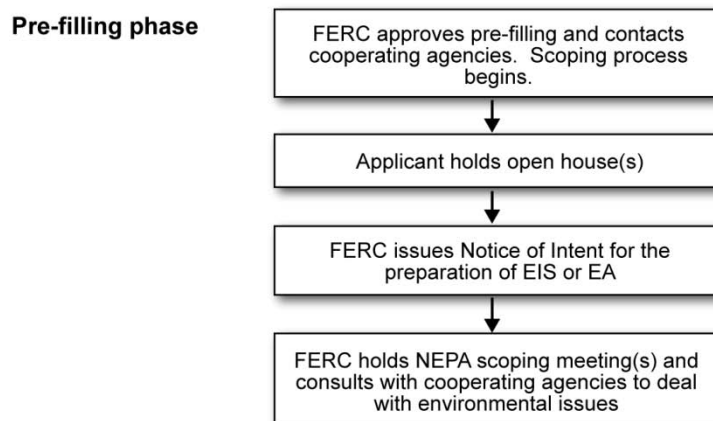 Pre-filling phase
FERC approves pre-filling and contacts
cooperating agencies.  Scoping process
begins.
Applicant holds open house(s)
FERC issues Notice of Intent for the
preparation of EIS or EA
FERC holds NEPA scoping meeting(s) and
consults with cooperating agencies to deal
with environmental issues